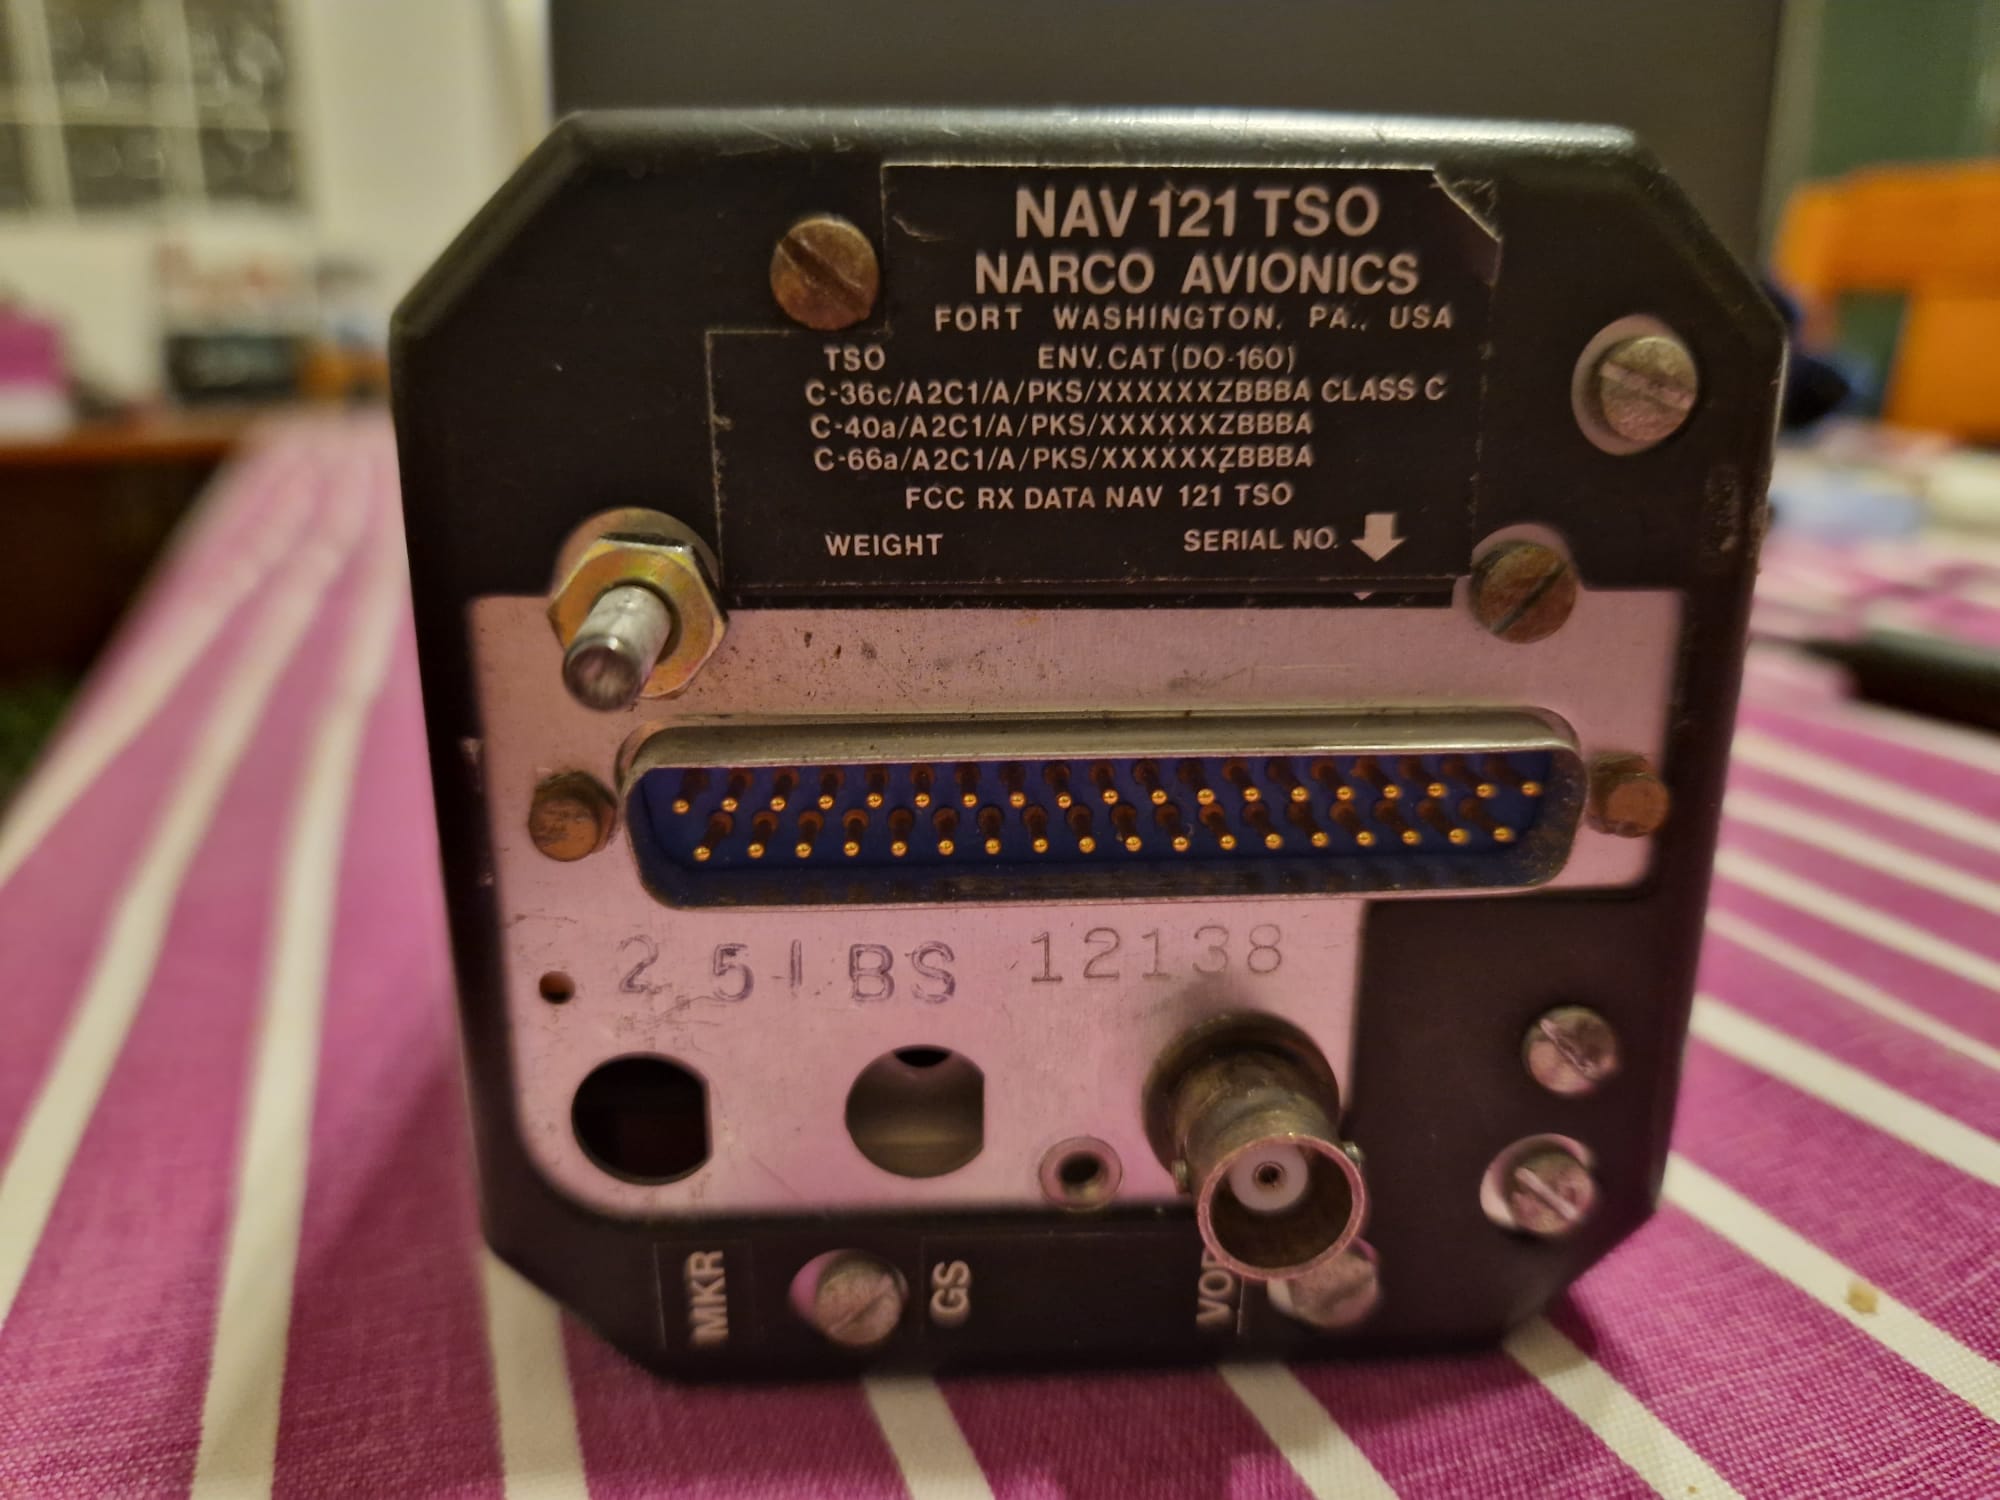 NAV 121 TSO
NARCO AVIONICS
FORT WASHINGTON, PA., USA
TSO ENV. CAT (DO-160)
C-36c/A2C1/A/PKS/XXXXXXZBBBA CLASS C
C-40a/A2C1/A/PKS/XXXXXXZBBBA
C-66a/A2C1/A/PKS/XXXXXXZBBBA
FCC RX DATA NAV 121 TSO
WEIGHT SERIAL NO.
2 5 LBS 12138
MKR GS VOR